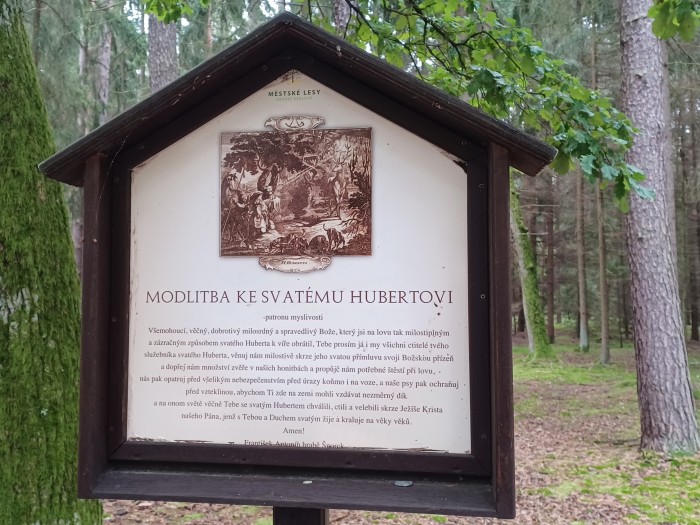 MĚSTSKÉ LESY
MODLITBA KE SVATÉMU HUBERTOVI
-patronu myslivosti
Všemohoucí, věčný, dobrotivý milosrdný a spravedlivý Bože, který jsi na lovu tak milostiplným
a zázračným způsobem svatého Huberta k víře obrátil, Tebe prosím já i my všichni ctitelé tvého
služebníka svatého Huberta, věnuj nám milostivě skrze jeho svatou přímluvu svoji Božskou přízeň
a dopřej nám množství zvěře v našich honitbách a propůjč nám potřebné štěstí při lovu,
nás pak opatruj před všelikým nebezpečenstvím před úrazy koňmo i na voze, a naše psy pak ochraňuj
před vzteklinou, abychom Ti zde na zemi mohli vzdávat nezměrný dík
a na onom světě věčně Tebe se svatým Hubertem chválili, ctili a velebili skrze Ježíše Krista
našeho Pána, jenž s Tebou a Duchem svatým žije a kraluje na věky věků.
Amen!
František Antonín hrabě Špork